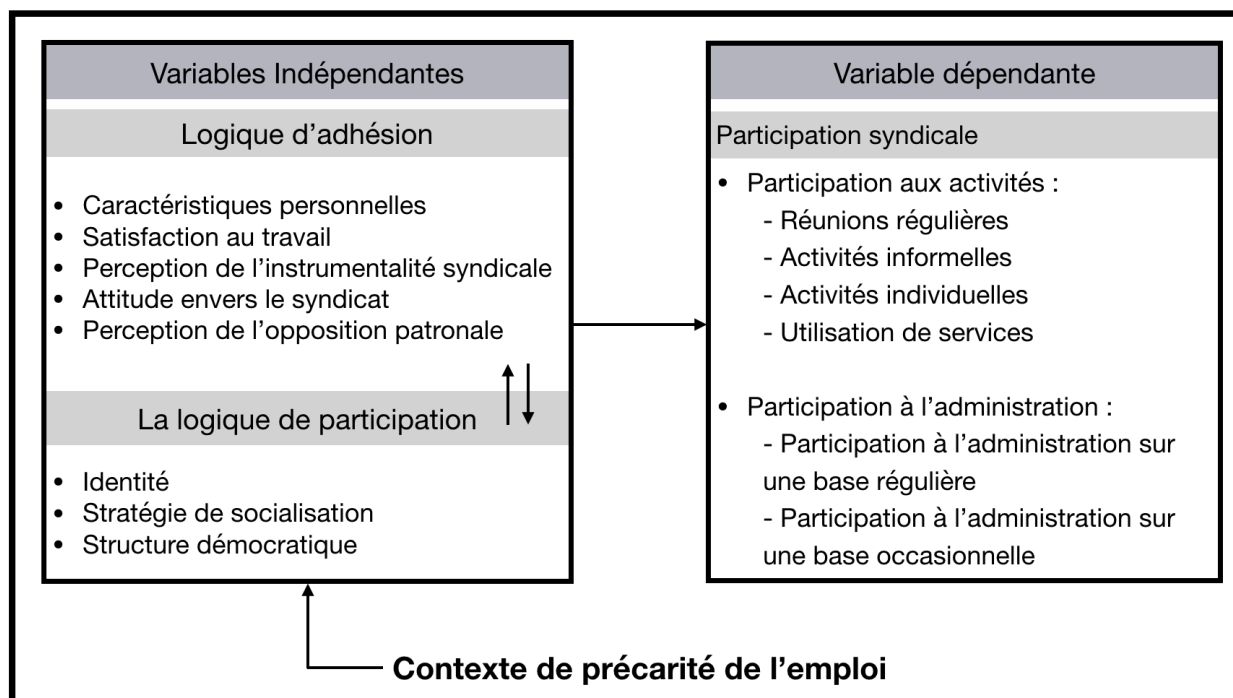 Variables Indépendantes
Logique d’adhésion
• Caractéristiques personnelles
• Satisfaction au travail
• Perception de l’instrumentalité syndicale
• Attitude envers le syndicat
• Perception de l’opposition patronale
La logique de participation
• Identité
• Stratégie de socialisation
• Structure démocratique
Variable dépendante
Participation syndicale
• Participation aux activités :
- Réunions régulières
- Activités informelles
- Activités individuelles
- Utilisation de services
• Participation à l’administration :
- Participation à l’administration sur
une base régulière
- Participation à l’administration sur
une base occasionnelle
Contexte de précarité de l’emploi